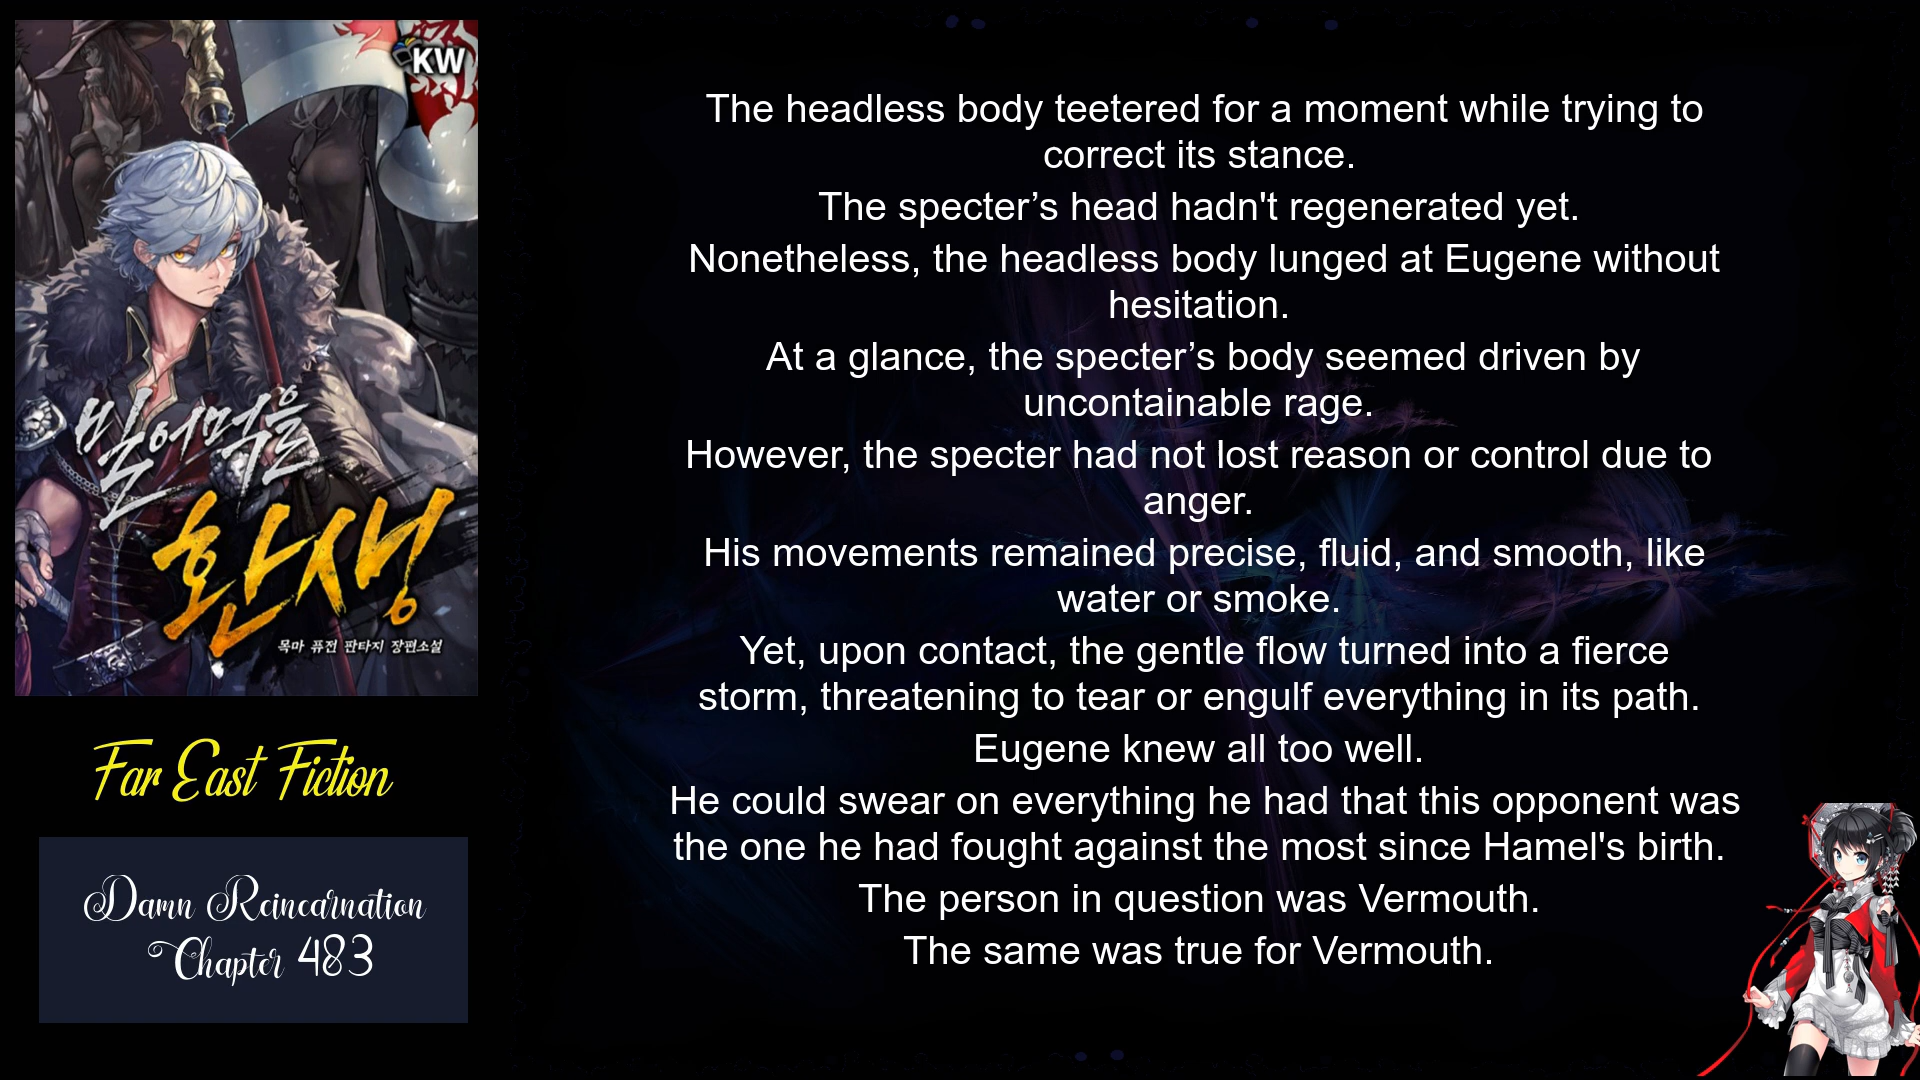 KW
빌어먹을
환생
목마 퓨전 판타지 장편소설
Far East Fiction
Damn Reincarnation
Chapter 483
The headless body teetered for a moment while trying to
correct its stance.
The specter’s head hadn't regenerated yet.
Nonetheless, the headless body lunged at Eugene without
hesitation.
At a glance, the specter’s body seemed driven by
uncontainable rage.
However, the specter had not lost reason or control due to
anger.
His movements remained precise, fluid, and smooth, like
water or smoke.
Yet, upon contact, the gentle flow turned into a fierce
storm, threatening to tear or engulf everything in its path.
Eugene knew all too well.
He could swear on everything he had that this opponent was
the one he had fought against the most since Hamel's birth.
The person in question was Vermouth.
The same was true for Vermouth.